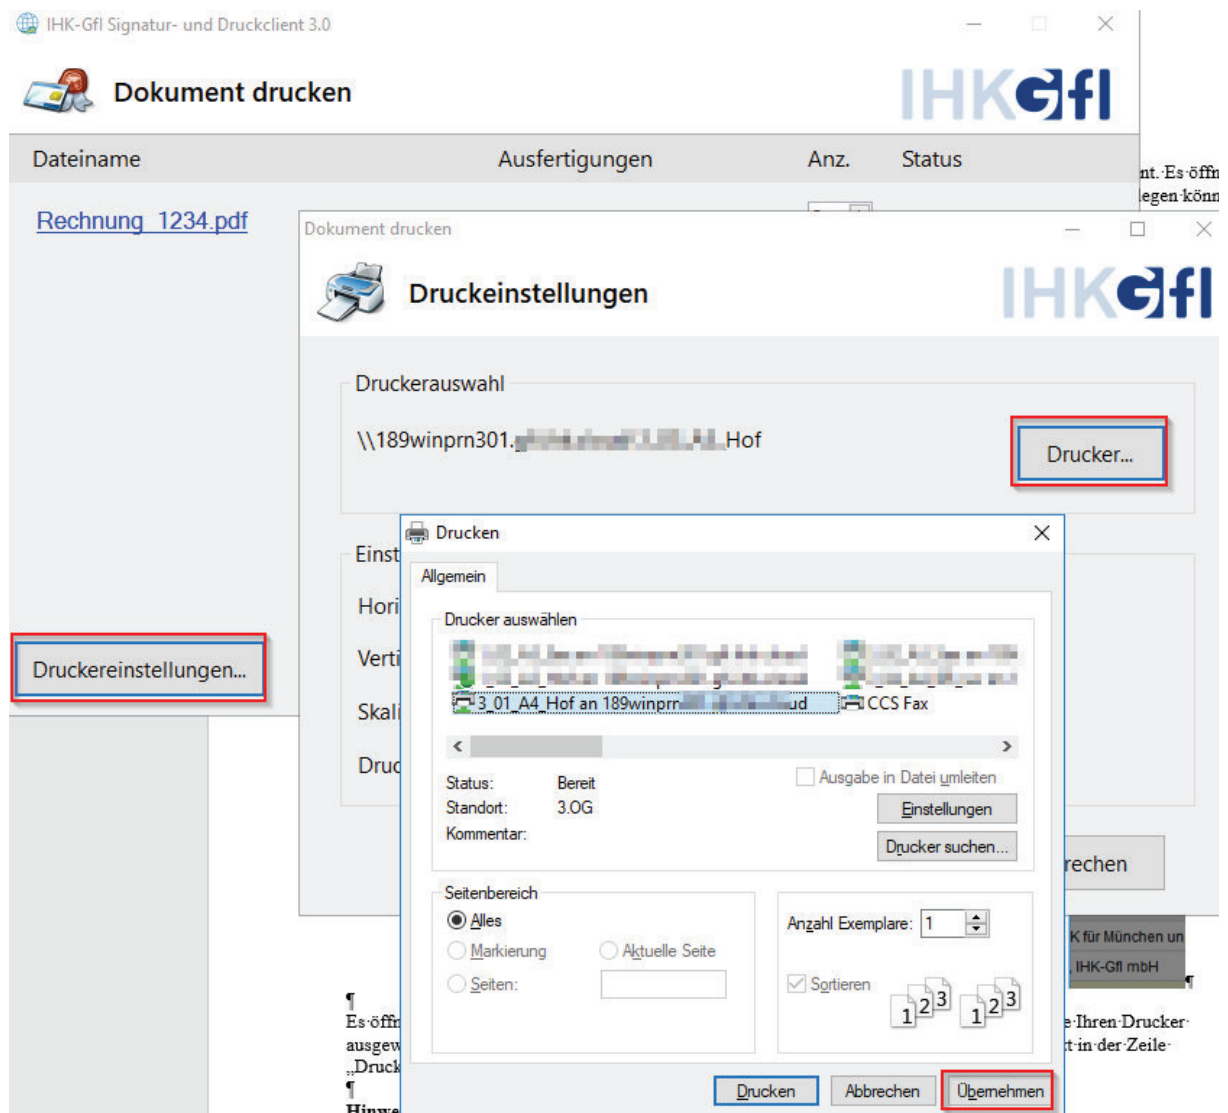 IHK-GfI Signatur- und Druckclient 3.0
Dokument drucken
IHKGfI
Dateiname Ausfertigungen Anz. Status
nt. Es öffn
legen könn
Rechnung_1234.pdf
Dokument drucken
Druckeinstellungen
IHKGfI
Druckerauswahl
\\189winprn301. Hof
Drucker...
Drucken
Einst
Allgemein
Hori
Drucker auswählen
Verti
Druckereinstellungen...
3_01_A4_Hof an 189winprn ud CCS Fax
Skali
Druc
Status: Bereit
Ausgabe in Datei umleiten
Standort: 3.OG
Einstellungen
Kommentar:
Drucker suchen...
rechen
Seitenbereich
Alles
Anzahl Exemplare: 1
Markierung Aktuelle Seite
K für München un
, IHK-GfI mbH
Seiten:
Sortieren
1 2 3 1 2 3
¶
¶
Es öffn
e Ihren Drucker
ausgew
t in der Zeile
„Druck
¶
Drucken Abbrechen Übernehmen
Hinwe